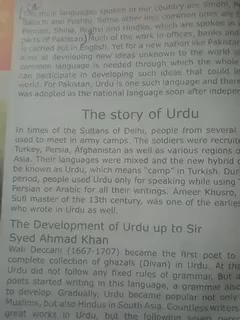 main languages spoken in our country are Sindhi,
Balochi and Pushto. Some other less common ones are
Persian, Shina, Baghi and Hindko, which are spoken in
parts of Pakistan. Much of the work in offices, banks and
is carried out in English. Yet for a new nation like Pakistan
aims at developing new ideas unknown to the world
common language is needed through which the whole
can participate in developing such ideas that could
world. For Pakistan, Urdu is one such language and there
was adopted as the national language soon after indepen
The story of Urdu
In times of the Sultans of Delhi, people from several
used to meet in army camps. The soldiers were recruit
Turkey, Persia, Afghanistan as well as various regions
Asia. Their languages were mixed and the new hybrid
be known as Urdu, which means "camp" in Turkish. Dur
period, people used Urdu only for speaking while using
Persian or Arabic for all their writings. Ameer Khusro,
Sufi master of the 13th century, was one of the earlies
who wrote in Urdu as well.
The Development of Urdu up to Sir
Syed Ahmad Khan
Wali Deccani (1667-1707) became the first poet to
complete collection of ghazals (Divan) in Urdu. At tha
Urdu did not follow any fixed rules of grammar. But a
poets started writing in this language, a grammar also
to develop. Gradually, Urdu became popular not only
Muslims, but also Hindus in South Asia. Countless writers
great works in Urdu, but the following seven